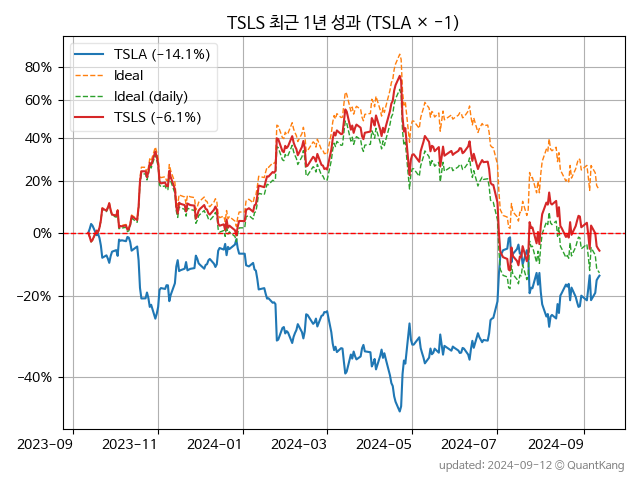 TSLS 최근 1년 성과 (TSLA × −1)
TSLA (−14.1%)
Ideal
Ideal (daily)
TSLS (−6.1%)
80%
60%
40%
20%
0%
−20%
−40%
2023-09 2023-11 2024-01 2024-03 2024-05 2024-07 2024-09
updated: 2024-09-12 © QuantKang